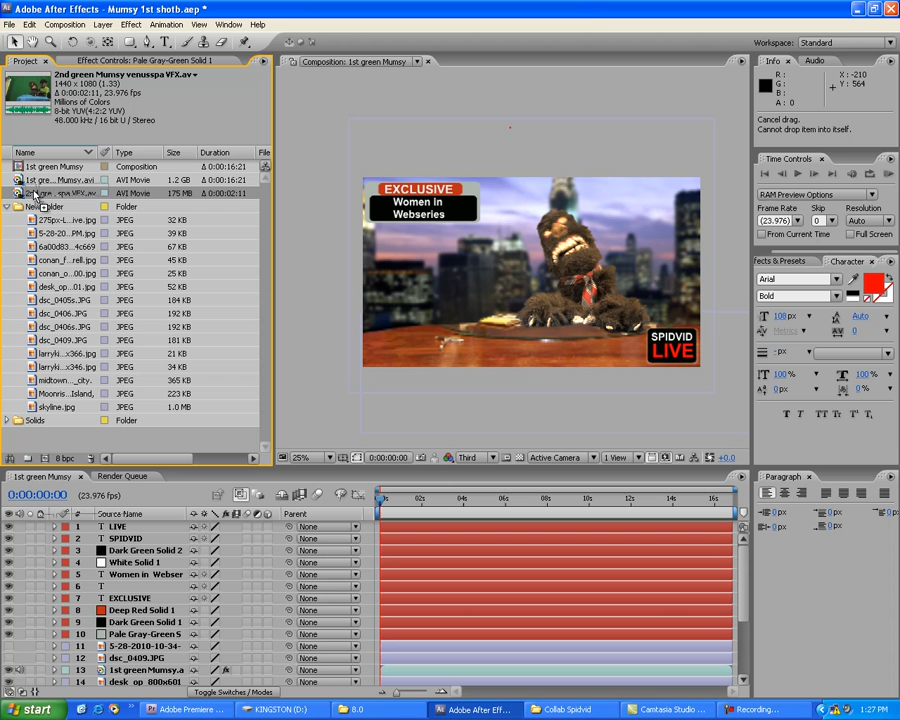 Adobe After Effects - Mumsy 1st shotb.aep *
File Edit Composition Layer Effect Animation View Window Help
Workspace: Standard
Project × Effect Controls: Pale Gray-Green Solid 1
2nd green Mumsy venusspa VFX.av
1440 x 1080 (1.33)
Δ 0:00:02:11, 23.976 fps
Millions of Colors
8-bit YUV(4:2:2 YUV)
48.000 kHz / 16 bit U / Stereo
Name Type Size Duration File
1st green Mumsy Composition Δ 0:00:16:21
1st gre... Mumsy.avi AVI Movie 1.2 GB Δ 0:00:16:21
AVI Movie 175 MB Δ 0:00:02:11
Folder
275px-L...ive.jpg JPEG 32 KB
5-28-20...PM.jpg JPEG 39 KB
6a00d83...4c669 JPEG 67 KB
conan_f...rell.jpg JPEG 45 KB
conan_o...00.jpg JPEG 25 KB
desk_op...01.jpg JPEG 52 KB
dsc_0405s.JPG JPEG 184 KB
dsc_0406.JPG JPEG 192 KB
dsc_0406s.JPG JPEG 192 KB
dsc_0409.JPG JPEG 181 KB
larryki...x366.jpg JPEG 21 KB
larryki...x366.jpg JPEG 34 KB
midtown..._city. JPEG 365 KB
Moonris...Island, JPEG 223 KB
skyline.jpg JPEG 1.0 MB
Solids Folder
8 bpc
Composition: 1st green Mumsy
EXCLUSIVE
Women in
Webseries
SPIDVID
LIVE
25% 0:00:00:00 Third Active Camera 1 View +0.0
Info × Audio
R : X : -210
G : Y : 564
B :
A : 0
Cancel drag.
Cannot drop item into itself.
Time Controls ×
RAM Preview Options
Frame Rate Skip Resolution
(23.976) 0 Auto
From Current Time Full Screen
fects & Presets Character ×
Arial
Bold
108 px Auto
Metrics 0
- px
100 % 100 %
0 px 0 %
T T TT Tr T' T,
Paragraph ×
0 px 0 px 0 px
0 px 0 px
1st green Mumsy × Render Queue
0:00:00:00 (23.976 fps)
# Source Name Parent
02s 04s 06s 08s 10s 12s 14s 16s
1 T LIVE None
2 T SPIDVID None
3 Dark Green Solid 2 None
4 White Solid 1 None
5 T Women in Webser None
6 T None
7 T EXCLUSIVE None
8 Deep Red Solid 1 None
9 Dark Green Solid 1 None
10 Pale Gray-Green S None
11 5-28-2010-10-34- None
12 dsc_0409.JPG None
13 1st green Mumsy.a None
14 desk_op_800x601 None
Toggle Switches / Modes
start Adobe Premiere ... KINGSTON (D:) 8.0 Adobe After Eff... Collab Spidvid Camtasia Studio ... Recording... 1:27 PM